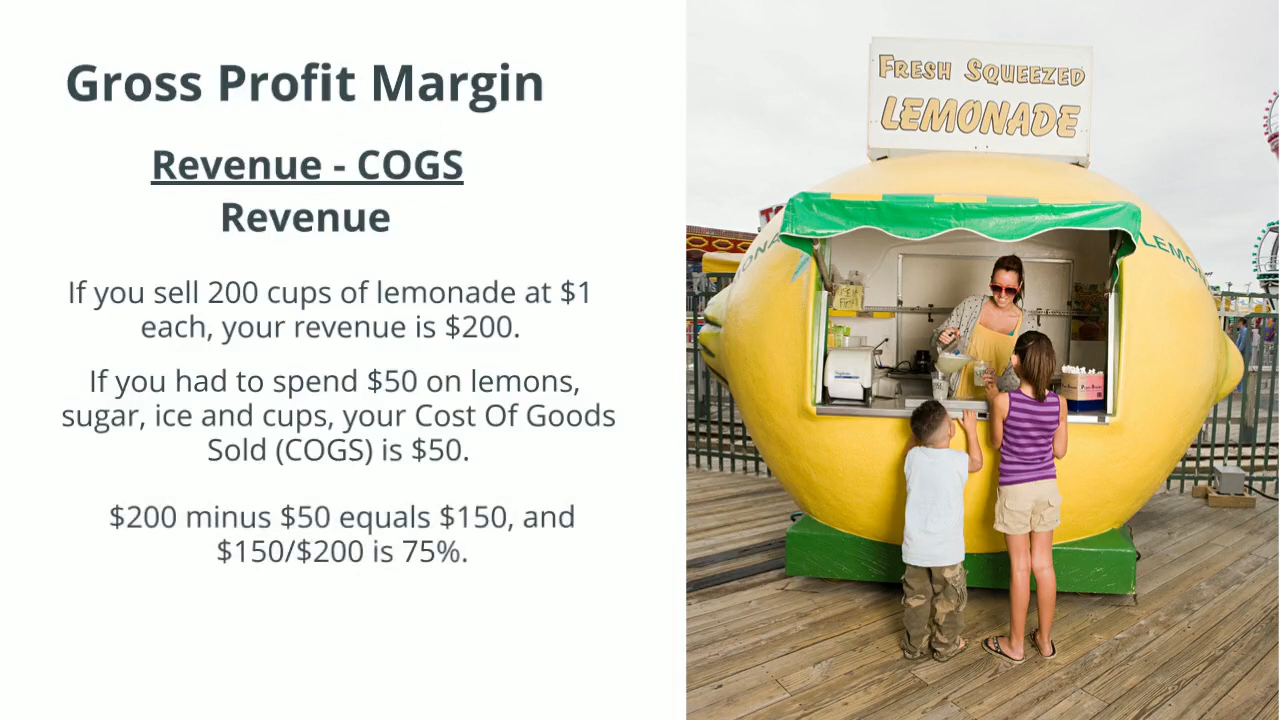 Gross Profit Margin
Revenue - COGS
Revenue
If you sell 200 cups of lemonade at $1
each, your revenue is $200.
If you had to spend $50 on lemons,
sugar, ice and cups, your Cost Of Goods
Sold (COGS) is $50.
$200 minus $50 equals $150, and
$150/$200 is 75%.
FRESH SQUEEZED
LEMONADE